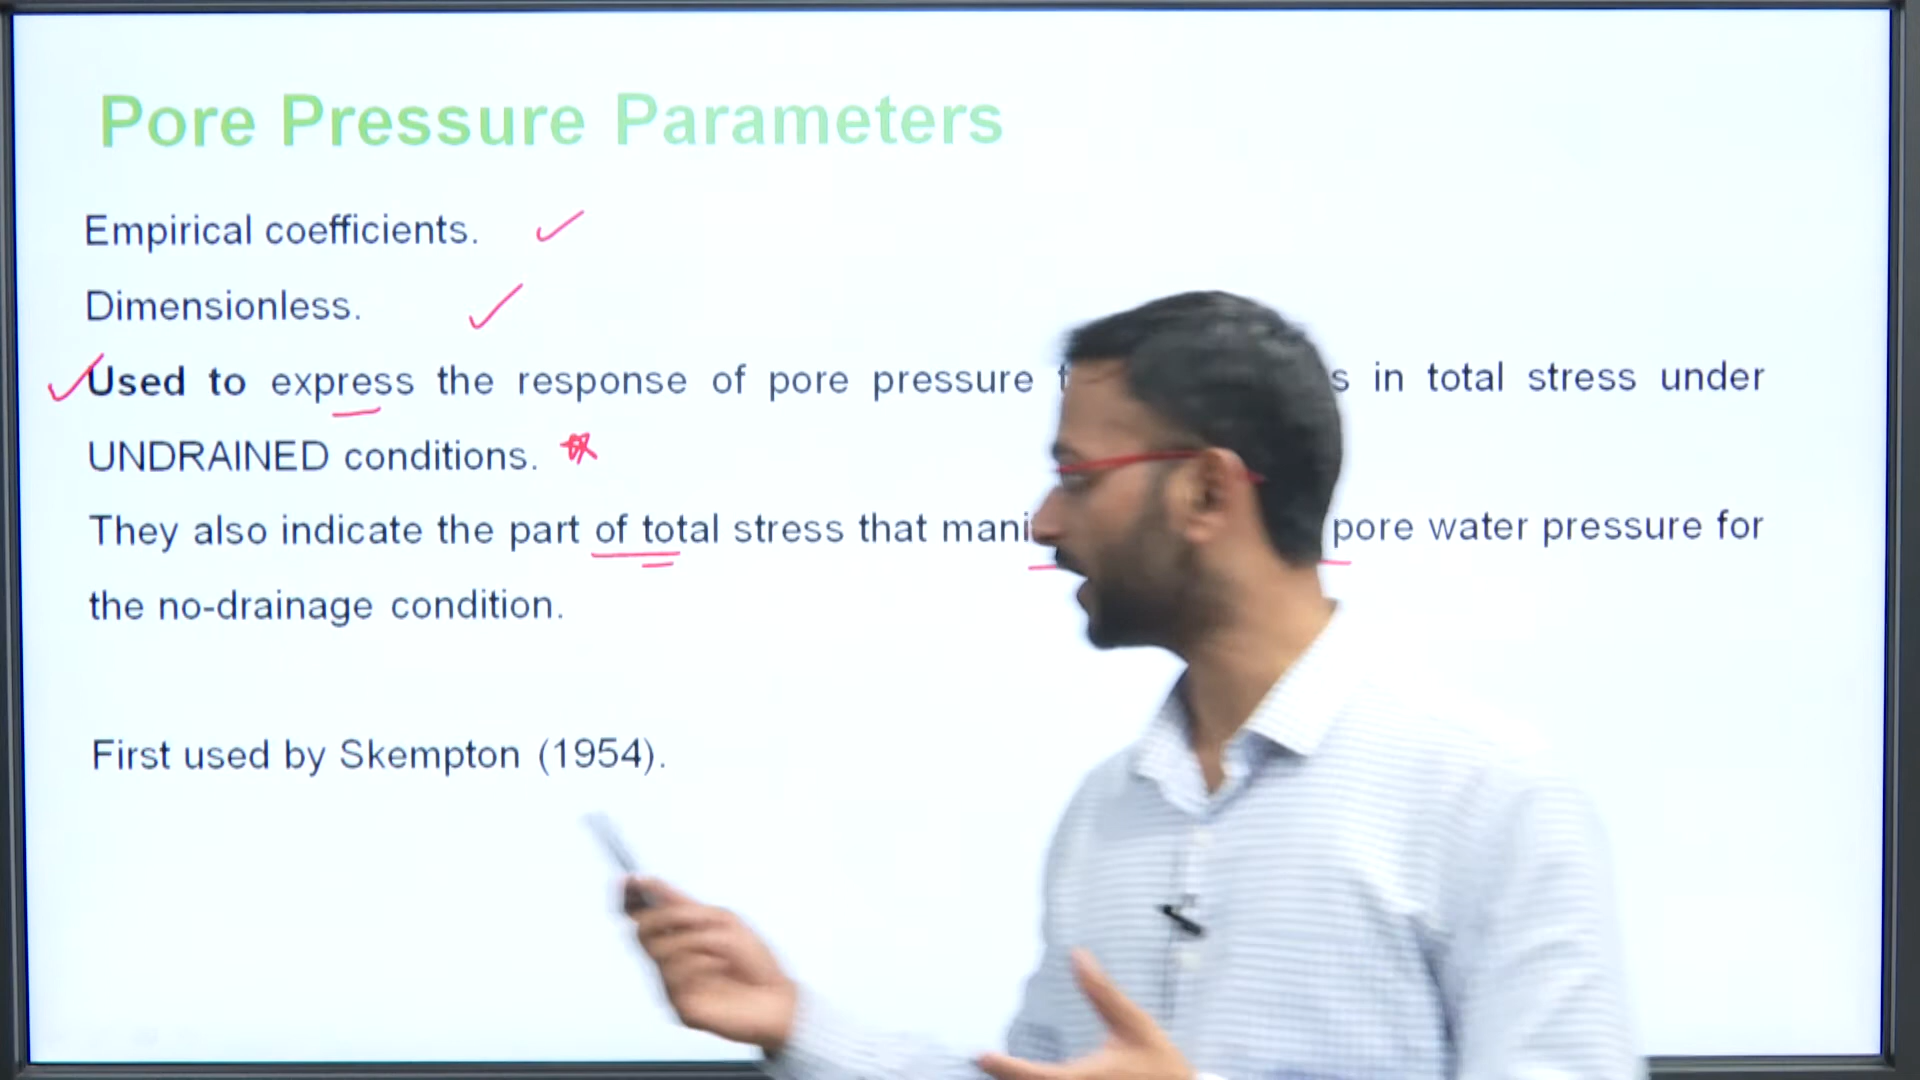 Pore Pressure Parameters
Empirical coefficients.
Dimensionless.
Used to express the response of pore pressure in total stress under
UNDRAINED conditions.
They also indicate the part of total stress that pore water pressure for
the no-drainage condition.
First used by Skempton (1954).